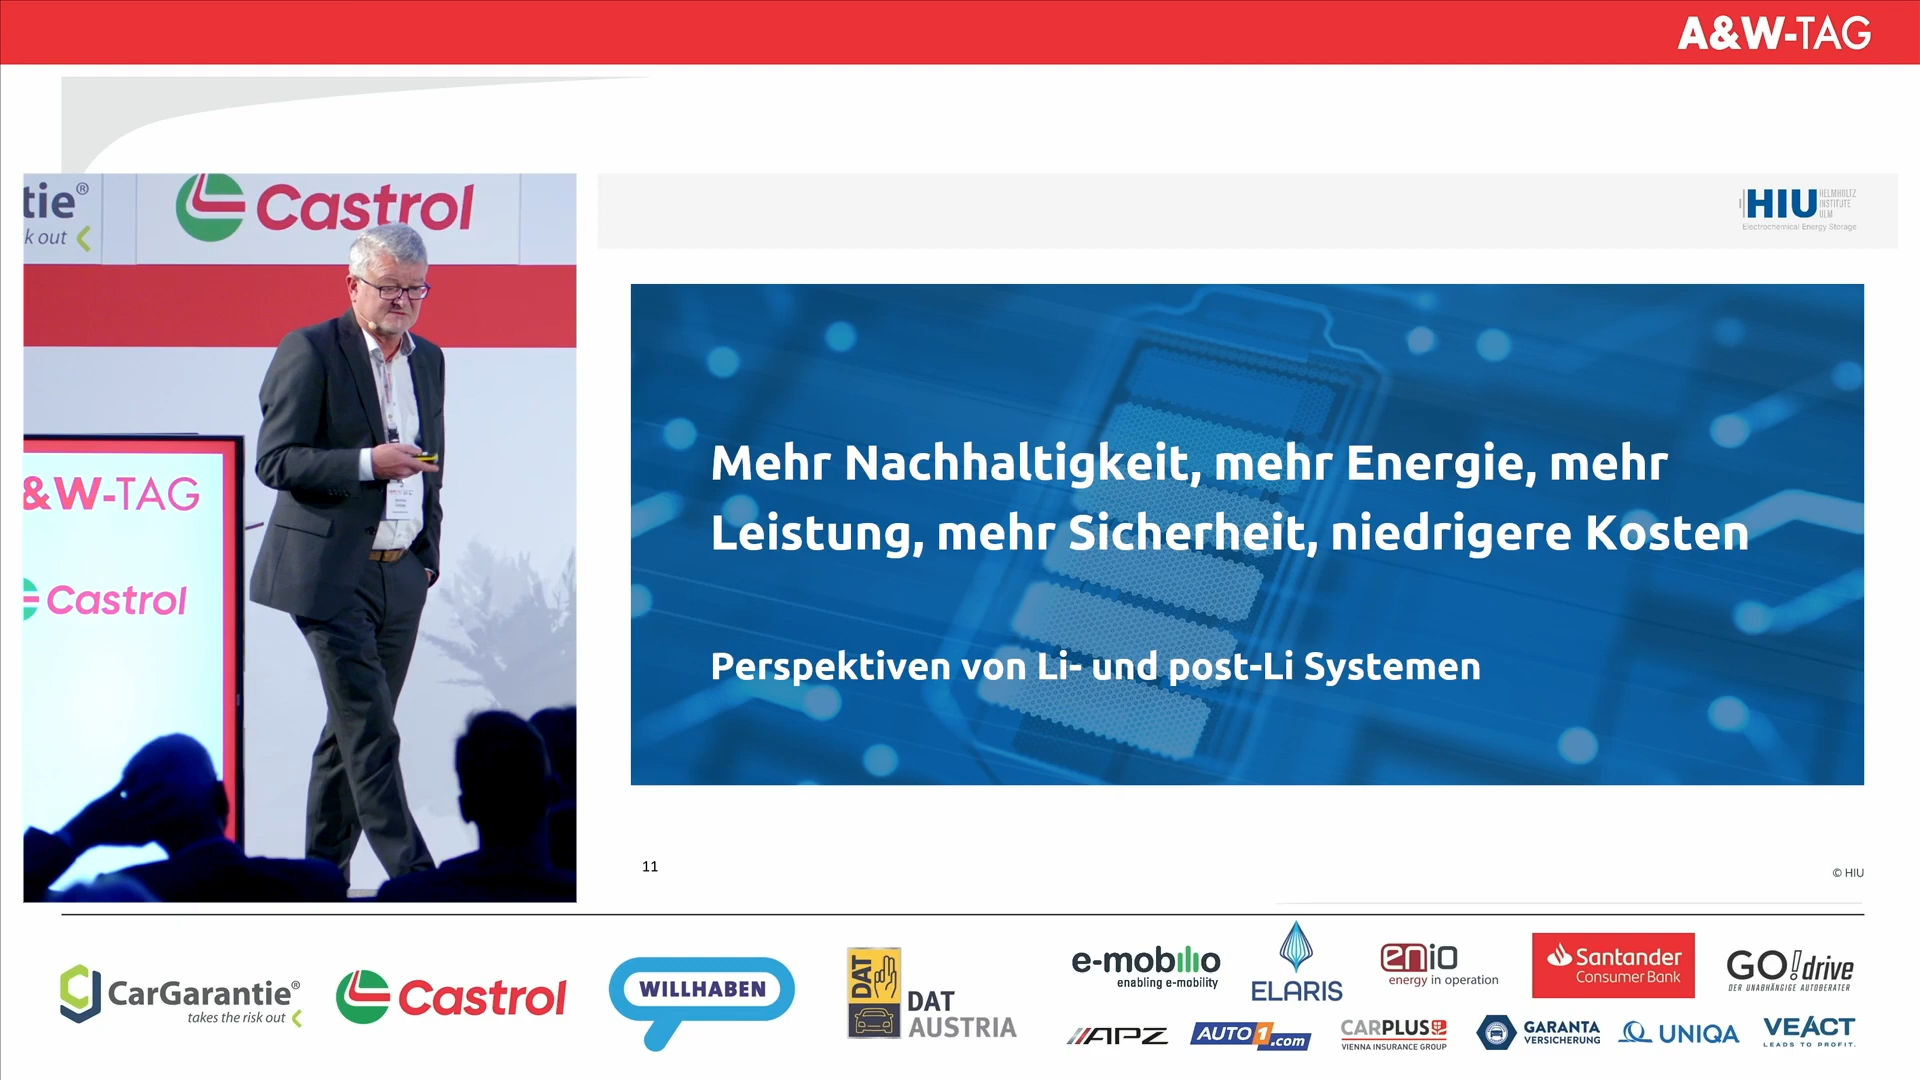 A&W-TAG
tie®
k out
Castrol
&W-TAG
Castrol
HIU
HELMHOLTZ
INSTITUTE
ULM
Electrochemical Energy Storage
Mehr Nachhaltigkeit, mehr Energie, mehr
Leistung, mehr Sicherheit, niedrigere Kosten
Perspektiven von Li- und post-Li Systemen
11
© HIU
CarGarantie®
takes the risk out
Castrol
WILLHABEN
DAT
DAT
AUSTRIA
e-mobilio
enabling e-mobility
ELARIS
enio
energy in operation
Santander
Consumer Bank
GO!drive
DER UNABHÄNGIGE AUTOBERATER
APZ
AUTO1.com
CARPLUS
VIENNA INSURANCE GROUP
GARANTA
VERSICHERUNG
UNIQA
VEACT
LEADS TO PROFIT.